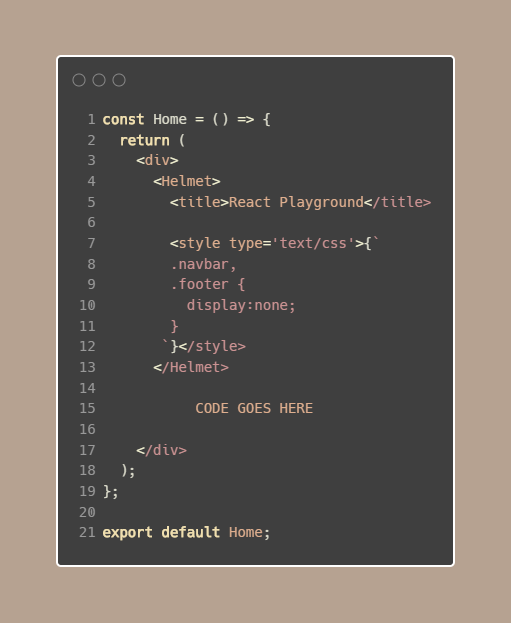 1 const Home = () => {
2   return (
3     <div>
4       <Helmet>
5         <title>React Playground</title>
6
7         <style type='text/css'>{`
8         .navbar,
9         .footer {
10           display:none;
11         }
12        `}</style>
13       </Helmet>
14
15            CODE GOES HERE
16
17     </div>
18   );
19 };
20
21 export default Home;